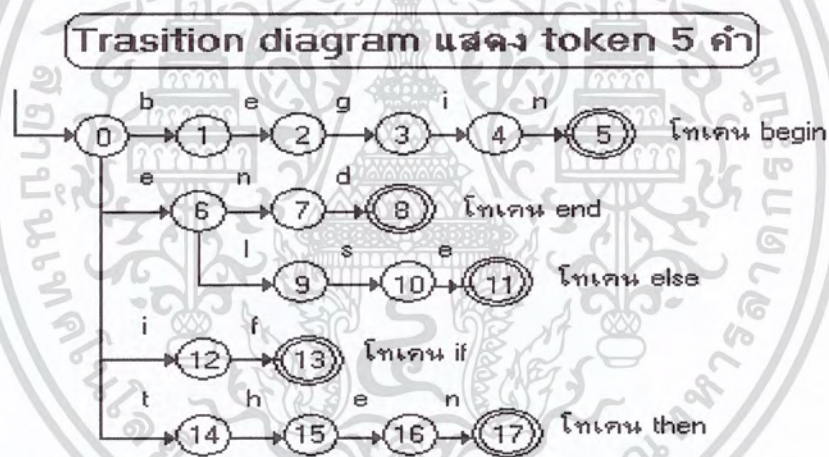 Trasition diagram แสดง token 5 คำ
b e g i n
0 1 2 3 4 5 โทเคน begin
e n d
6 7 8 โทเคน end
l s e
9 10 11 โทเคน else
i f
12 13 โทเคน if
t h e n
14 15 16 17 โทเคน then